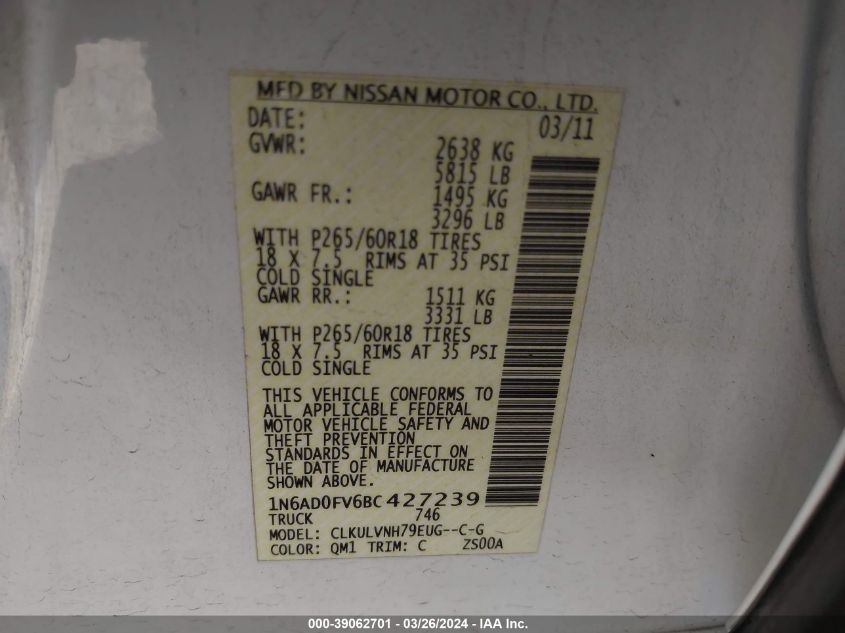 MFD BY NISSAN MOTOR CO., LTD.
DATE: 03/11
GVWR: 2638 KG
5815 LB
GAWR FR.: 1495 KG
3296 LB
WITH P265/60R18 TIRES
18 X 7.5 RIMS AT 35 PSI
COLD SINGLE
GAWR RR.: 1511 KG
3331 LB
WITH P265/60R18 TIRES
18 X 7.5 RIMS AT 35 PSI
COLD SINGLE
THIS VEHICLE CONFORMS TO
ALL APPLICABLE FEDERAL
MOTOR VEHICLE SAFETY AND
THEFT PREVENTION
STANDARDS IN EFFECT ON
THE DATE OF MANUFACTURE
SHOWN ABOVE.
1N6AD0FV6BC427239
TRUCK 746
MODEL: CLKULVNH79EUG--C-G
COLOR: QM1 TRIM: C ZS00A
000-39062701 - 03/26/2024 - IAA Inc.